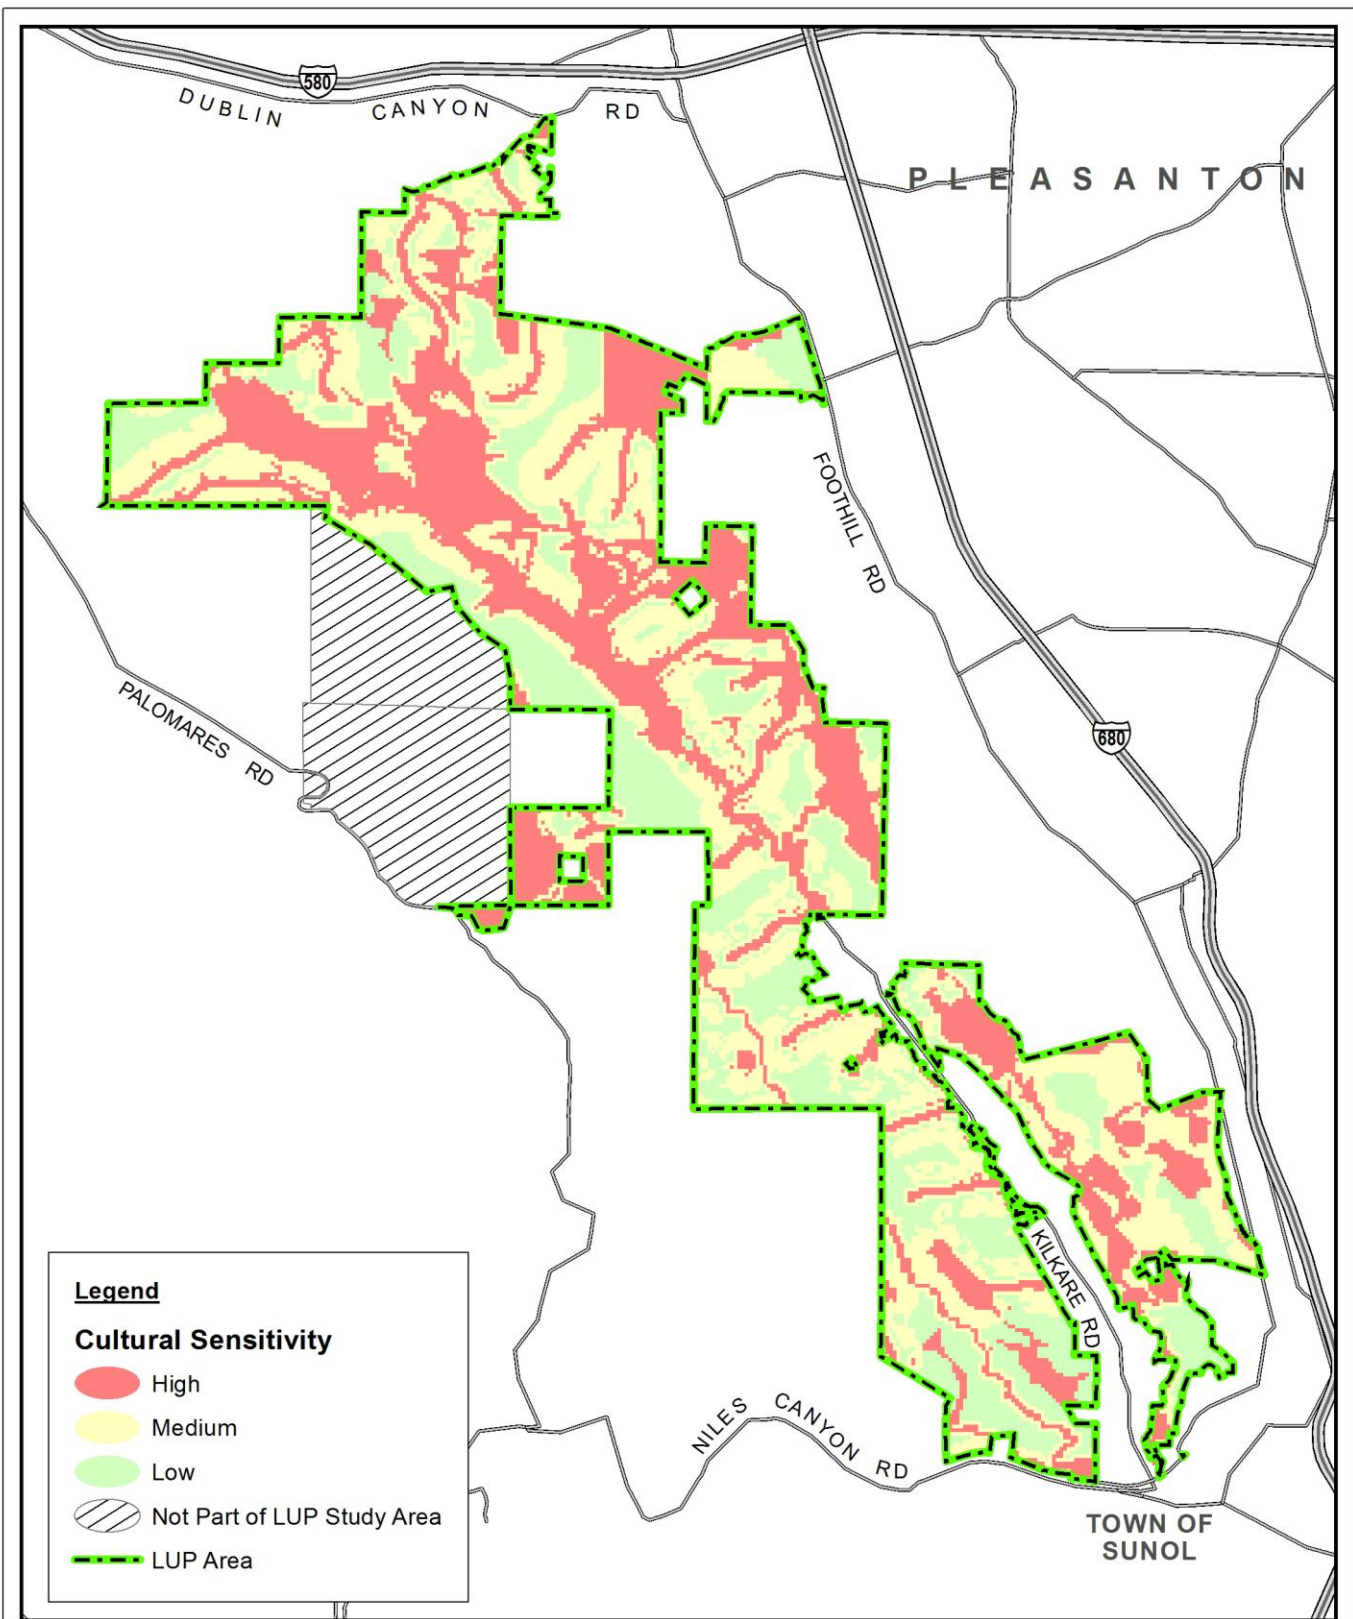 580
DUBLIN CANYON RD
PLEASANTON
FOOTHILL RD
PALOMARES RD
680
KILKARE RD
NILES CANYON RD
TOWN OF
SUNOL
Legend
Cultural Sensitivity
High
Medium
Low
Not Part of LUP Study Area
LUP Area